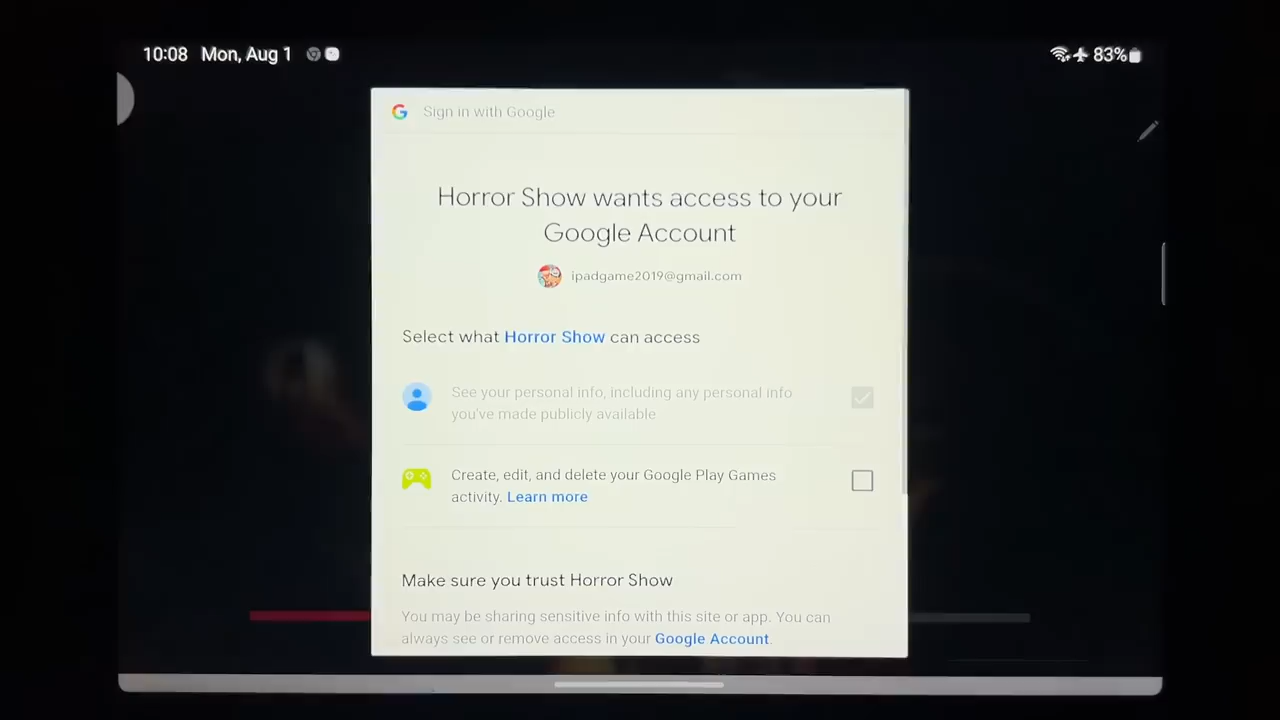 10:08 Mon, Aug 1
83%
Sign in with Google
Horror Show wants access to your
Google Account
ipadgame2019@gmail.com
Select what Horror Show can access
See your personal info, including any personal info
you've made publicly available
Create, edit, and delete your Google Play Games
activity. Learn more
Make sure you trust Horror Show
You may be sharing sensitive info with this site or app. You can
always see or remove access in your Google Account.